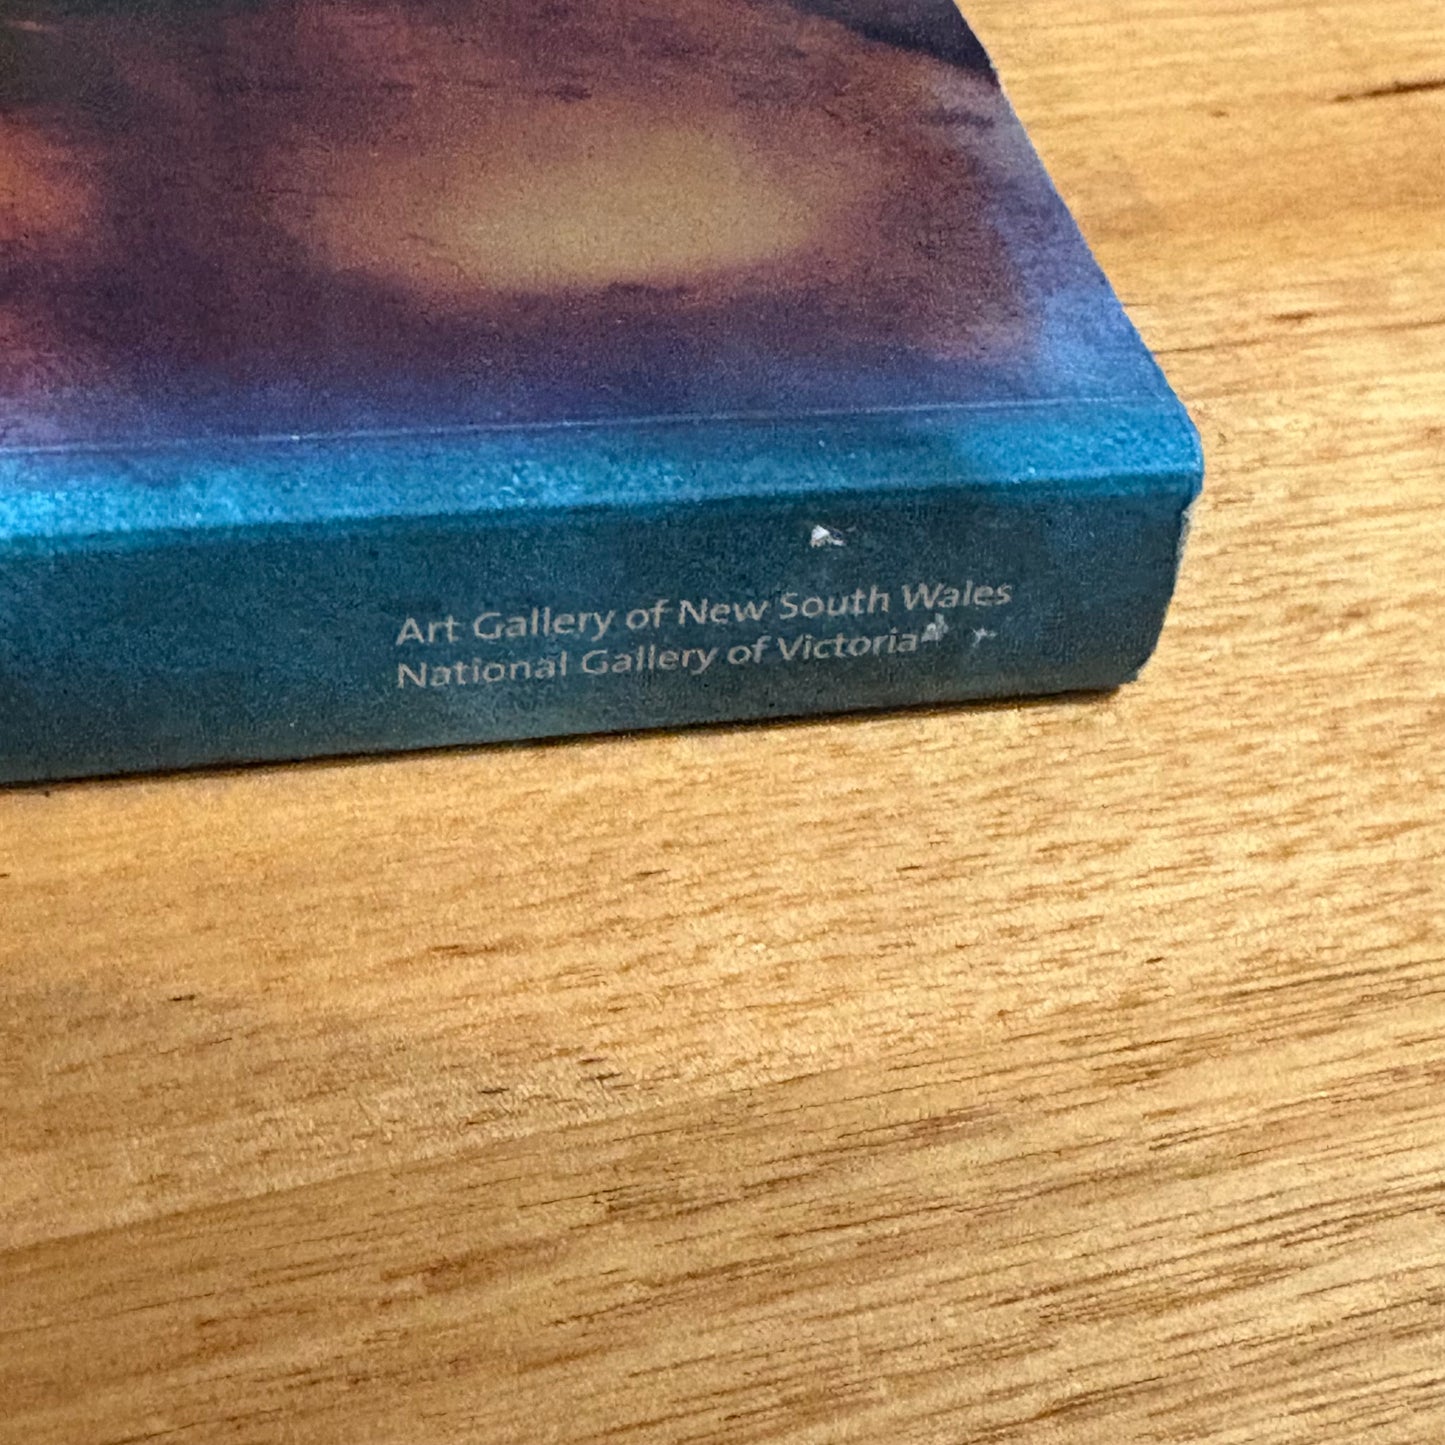 Art Gallery of New South Wales
National Gallery of Victoria